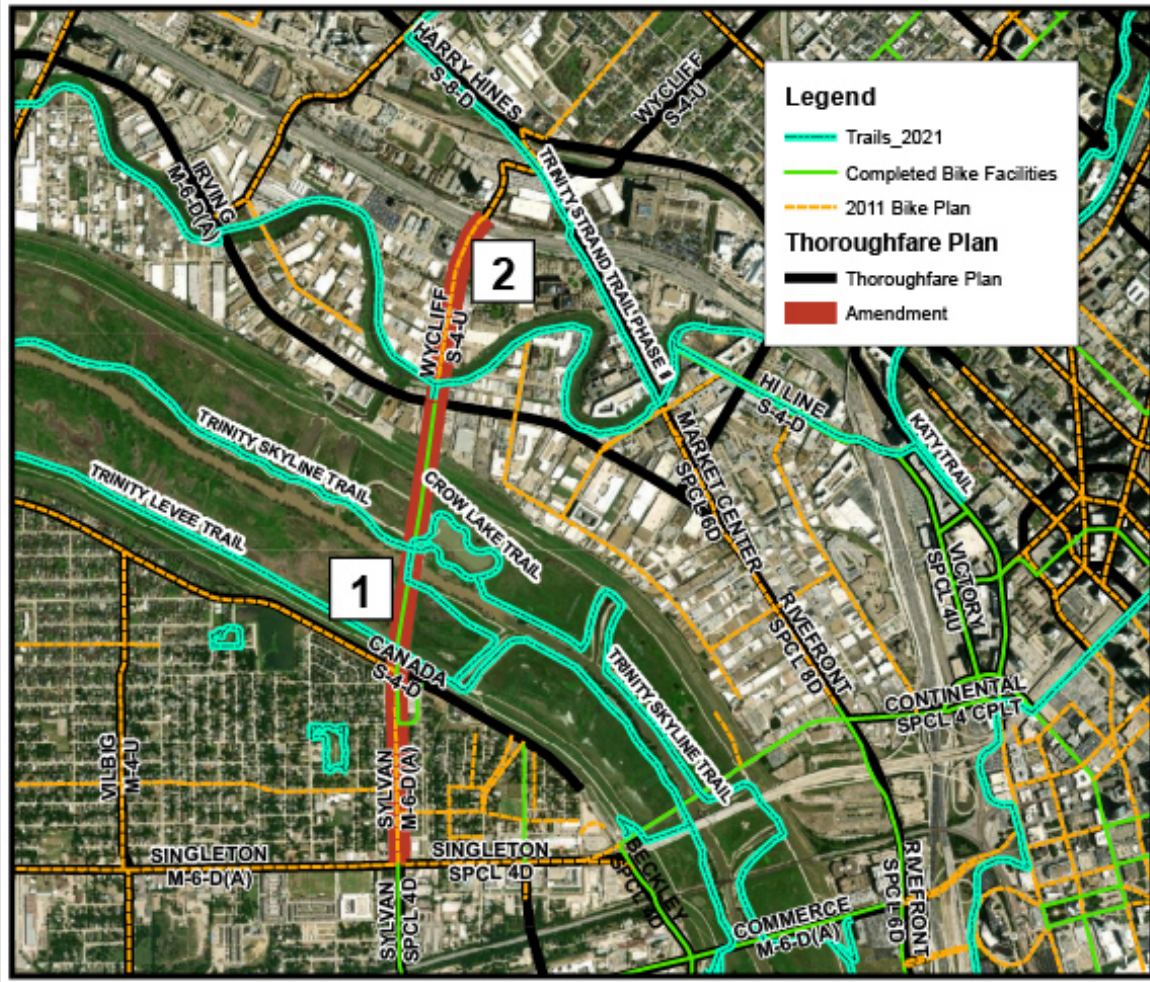 HARRY HINES
S-8-D
WYCLIFF
S-4-U
Legend
Trails_2021
Completed Bike Facilities
2011 Bike Plan
Thoroughfare Plan
Thoroughfare Plan
Amendment
IRVING
M-6-D(A)
TRINITY STRAND TRAIL PHASE II
2
WYCLIFF
S-4-U
HI LINE
S-4-D
KATY TRAIL
TRINITY SKYLINE TRAIL
TRINITY LEVEE TRAIL
CROW LAKE TRAIL
MARKET CENTER
SPCL 6D
1
VICTORY
SPCL 4U
RIVERFRONT
SPCL 8D
CANADA
S-4-D
TRINITY SKYLINE TRAIL
CONTINENTAL
SPCL 4 CPLT
VILBIG
M-4-U
SYLVAN
M-6-D(A)
SINGLETON
M-6-D(A)
SINGLETON
SPCL 4D
SYLVAN
SPCL 4D
BECKLEY
COMMERCE
M-6-D(A)
RIVERFRONT
SPCL 6D